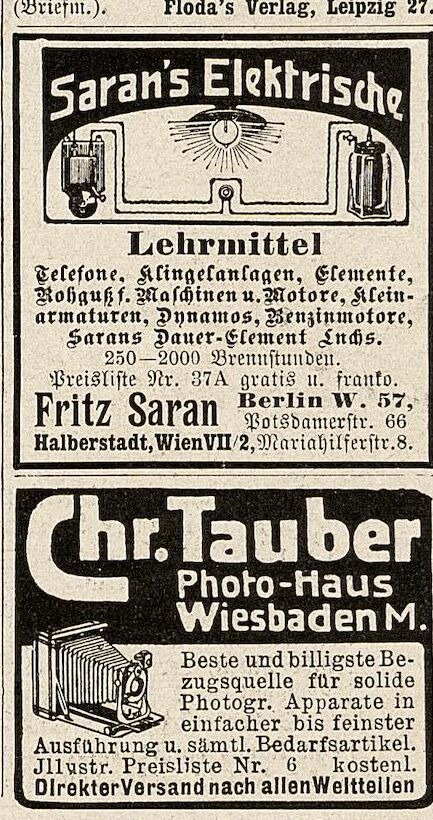 (Briefm.). Floda's Verlag, Leipzig 27.
Saran's Elektrische
Lehrmittel
Telefone, Klingelanlagen, Elemente,
Rohguß f. Maschinen u. Motore, Klein-
armaturen, Dynamos, Benzinmotore,
Sarans Dauer-Element Luchs.
250—2000 Brennstunden.
Preisliste Nr. 37A gratis u. franko.
Fritz Saran Berlin W. 57,
Potsdamerstr. 66
Halberstadt, Wien VII/2, Mariahilferstr. 8.
Chr. Tauber
Photo-Haus
Wiesbaden M.
Beste und billigste Be-
zugsquelle für solide
Photogr. Apparate in
einfacher bis feinster
Ausführung u. sämtl. Bedarfsartikel.
Jllustr. Preisliste Nr. 6 kostenl.
Direkter Versand nach allen Weltteilen